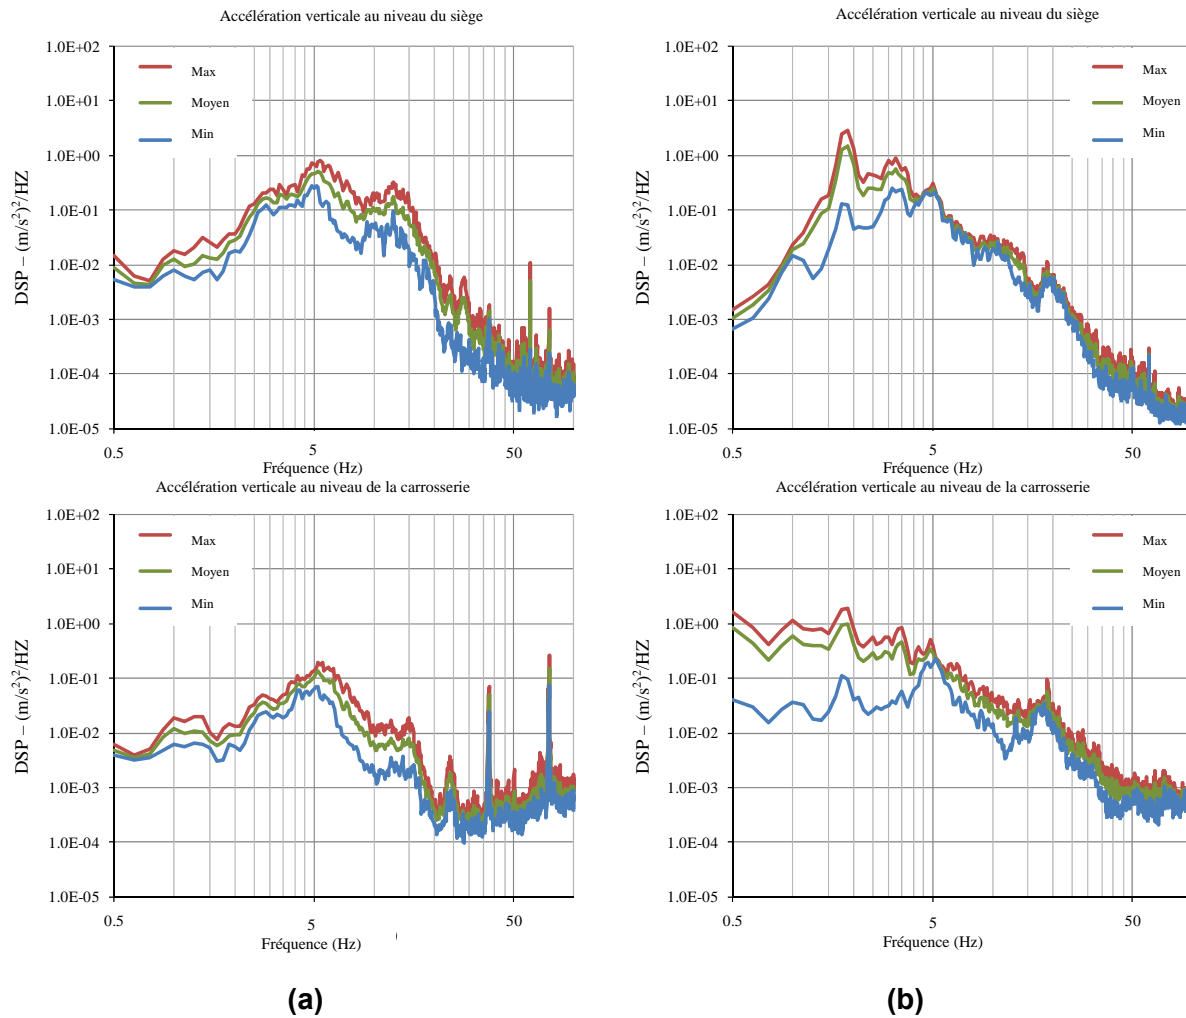 Accélération verticale au niveau du siège
1.0E+02
1.0E+01
1.0E+00
1.0E-01
1.0E-02
1.0E-03
1.0E-04
1.0E-05
DSP – (m/s²)²/HZ
Max
Moyen
Min
0.5
5
50
Fréquence (Hz)
Accélération verticale au niveau du siège
1.0E+02
1.0E+01
1.0E+00
1.0E-01
1.0E-02
1.0E-03
1.0E-04
1.0E-05
DSP – (m/s²)²/HZ
Max
Moyen
Min
0.5
5
50
Fréquence (Hz)
Accélération verticale au niveau de la carrosserie
1.0E+02
1.0E+01
1.0E+00
1.0E-01
1.0E-02
1.0E-03
1.0E-04
1.0E-05
DSP – (m/s²)²/HZ
Max
Moyen
Min
0.5
5
50
Fréquence (Hz)
Accélération verticale au niveau de la carrosserie
1.0E+02
1.0E+01
1.0E+00
1.0E-01
1.0E-02
1.0E-03
1.0E-04
1.0E-05
DSP – (m/s²)²/HZ
Max
Moyen
Min
0.5
5
50
Fréquence (Hz)
(a)
(b)